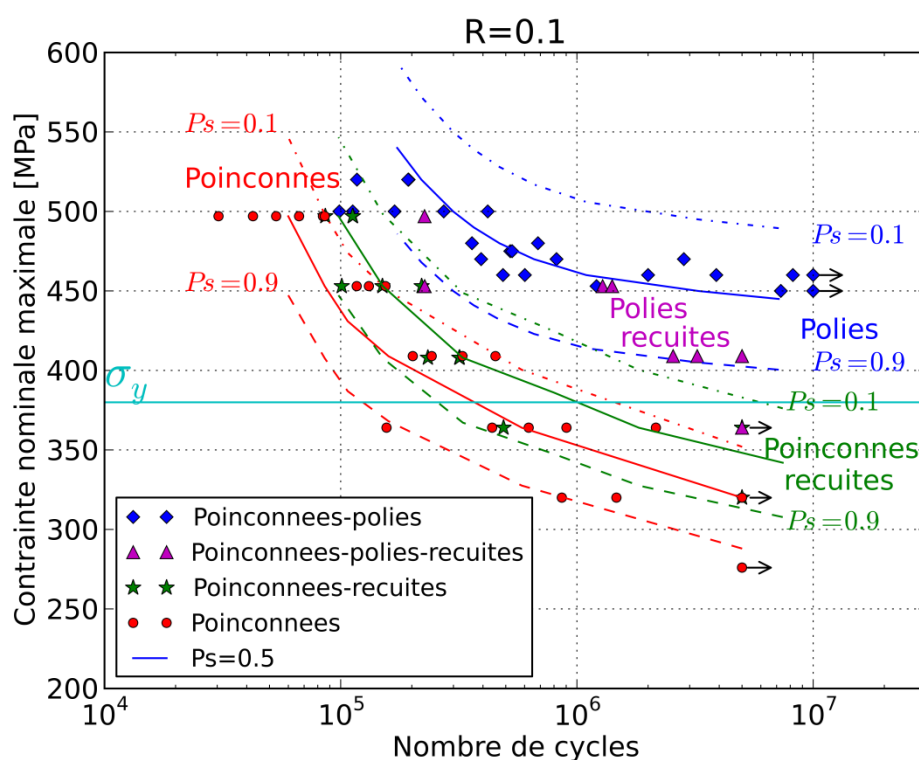 R=0.1
Contrainte nominale maximale [MPa]
600
550
500
450
400
350
300
250
200
Ps=0.1
Poinconnes
Ps=0.9
σy
Ps=0.1
Polies
recuites
Polies
Ps=0.9
Ps=0.1
Poinconnes
recuites
Ps=0.9
Poinconnees-polies
Poinconnees-polies-recuites
Poinconnees-recuites
Poinconnees
Ps=0.5
10^4
10^5
10^6
10^7
Nombre de cycles